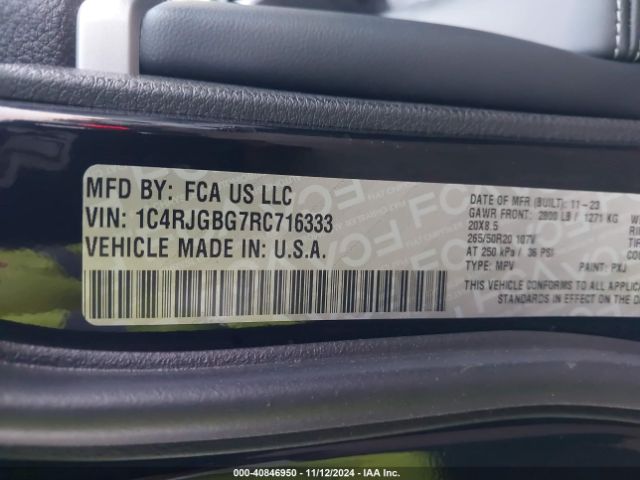 MFD BY: FCA US LLC
VIN: 1C4RJGBG7RC716333
VEHICLE MADE IN: U.S.A.
DATE OF MFR (BUILT): 11-23
GAWR FRONT: 2800 LB / 1271 KG
20X8.5
265/50R20 107V
AT 250 kPa / 36 PSI
TYPE: MPV PAINT: PXJ
THIS VEHICLE CONFORMS TO ALL
STANDARDS IN EFFECT ON THE
000-40846950 - 11/12/2024 - IAA Inc.